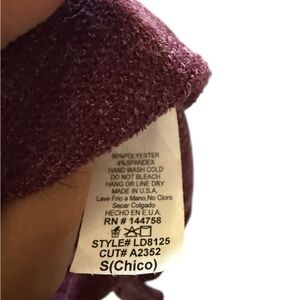 96%POLYESTER
4%SPANDEX
HAND WASH COLD
DO NOT BLEACH
HANG OR LINE DRY
MADE IN U.S.A.
Lave Frio a Mano,No Cloro
Secar Colgado
HECHO EN E.U.A.
RN # 144758
STYLE# LD8125
CUT# A2352
S(Chico)